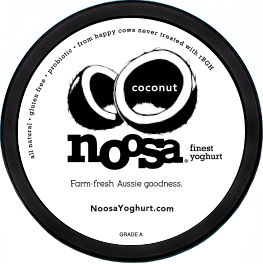 all natural • gluten free • probiotic • from happy cows never treated with rBGH
coconut
noosa®
finest
yoghurt
Farm-fresh Aussie goodness.
NoosaYoghurt.com
GRADE A